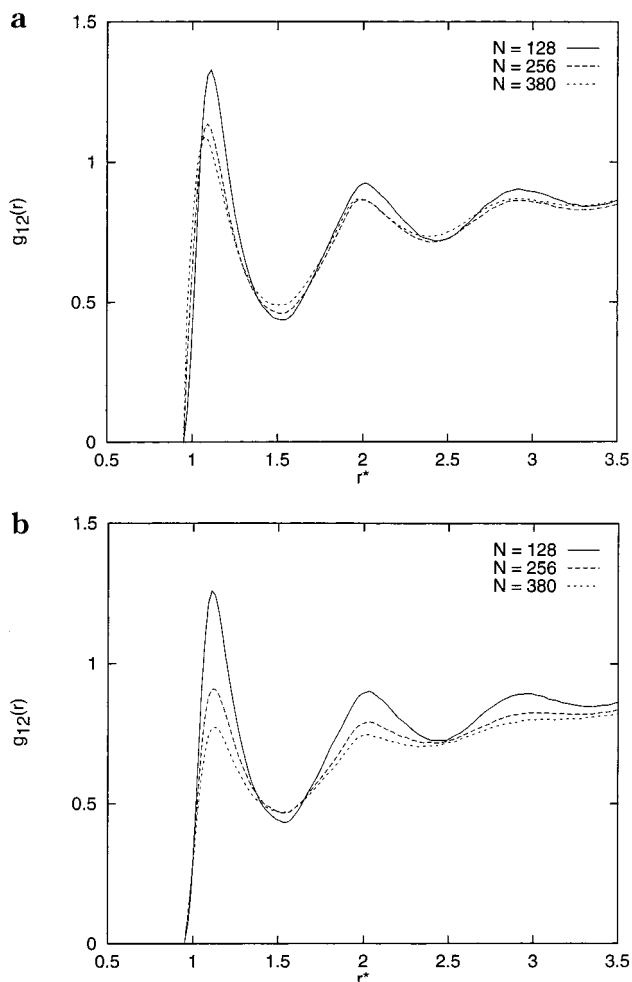 a
1.5
N = 128
N = 256
N = 380
1
g12(r)
0.5
0
0.5 1 1.5 2 2.5 3 3.5
r*
b
1.5
N = 128
N = 256
N = 380
1
g12(r)
0.5
0
0.5 1 1.5 2 2.5 3 3.5
r*